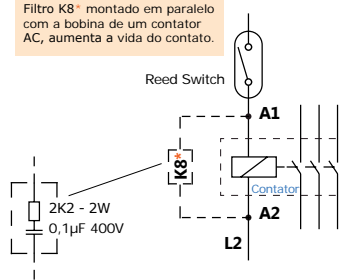 Filtro K8* montado em paralelo
com a bobina de um contator
AC, aumenta a vida do contato.
Reed Switch
A1
K8*
Contator
2K2 - 2W
0,1µF 400V
A2
L2